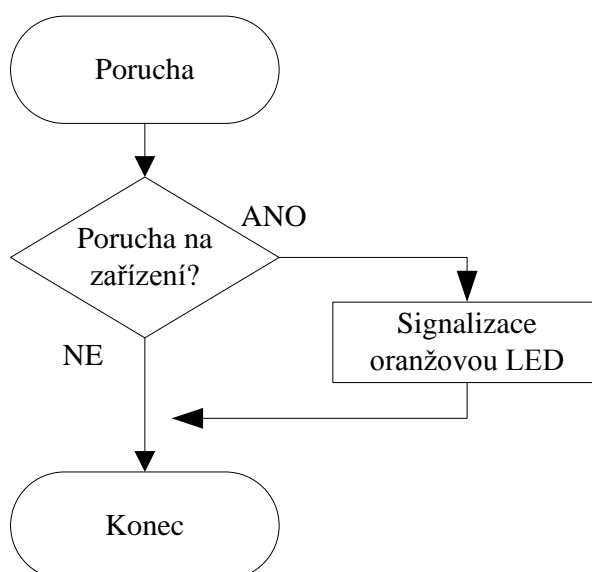 Porucha
ANO
Porucha na
zařízení?
Signalizace
oranžovou LED
NE
Konec